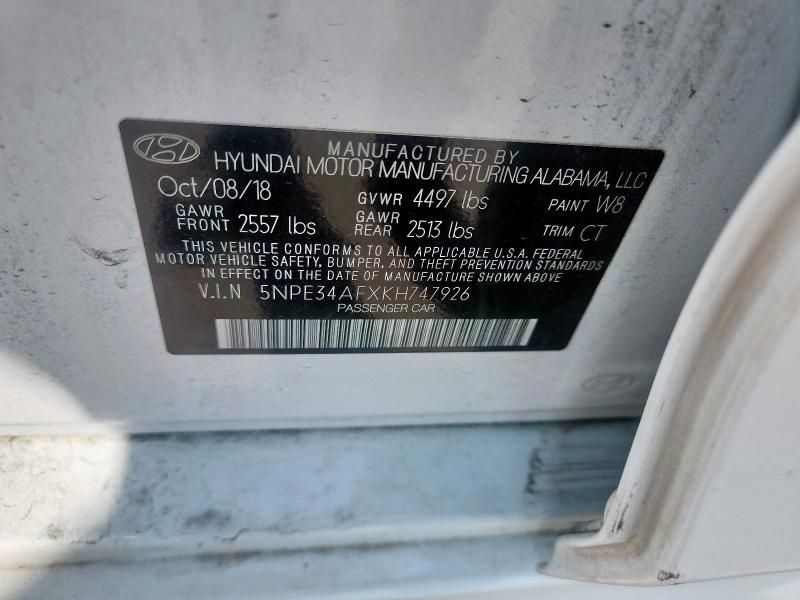 MANUFACTURED BY
HYUNDAI MOTOR MANUFACTURING ALABAMA, LLC
Oct/08/18 GVWR 4497 lbs PAINT W8
GAWR FRONT 2557 lbs GAWR REAR 2513 lbs TRIM CT
THIS VEHICLE CONFORMS TO ALL APPLICABLE U.S.A. FEDERAL
MOTOR VEHICLE SAFETY, BUMPER, AND THEFT PREVENTION STANDARDS
IN EFFECT ON THE DATE OF MANUFACTURE SHOWN ABOVE
V.I.N 5NPE34AFXKH747926
PASSENGER CAR